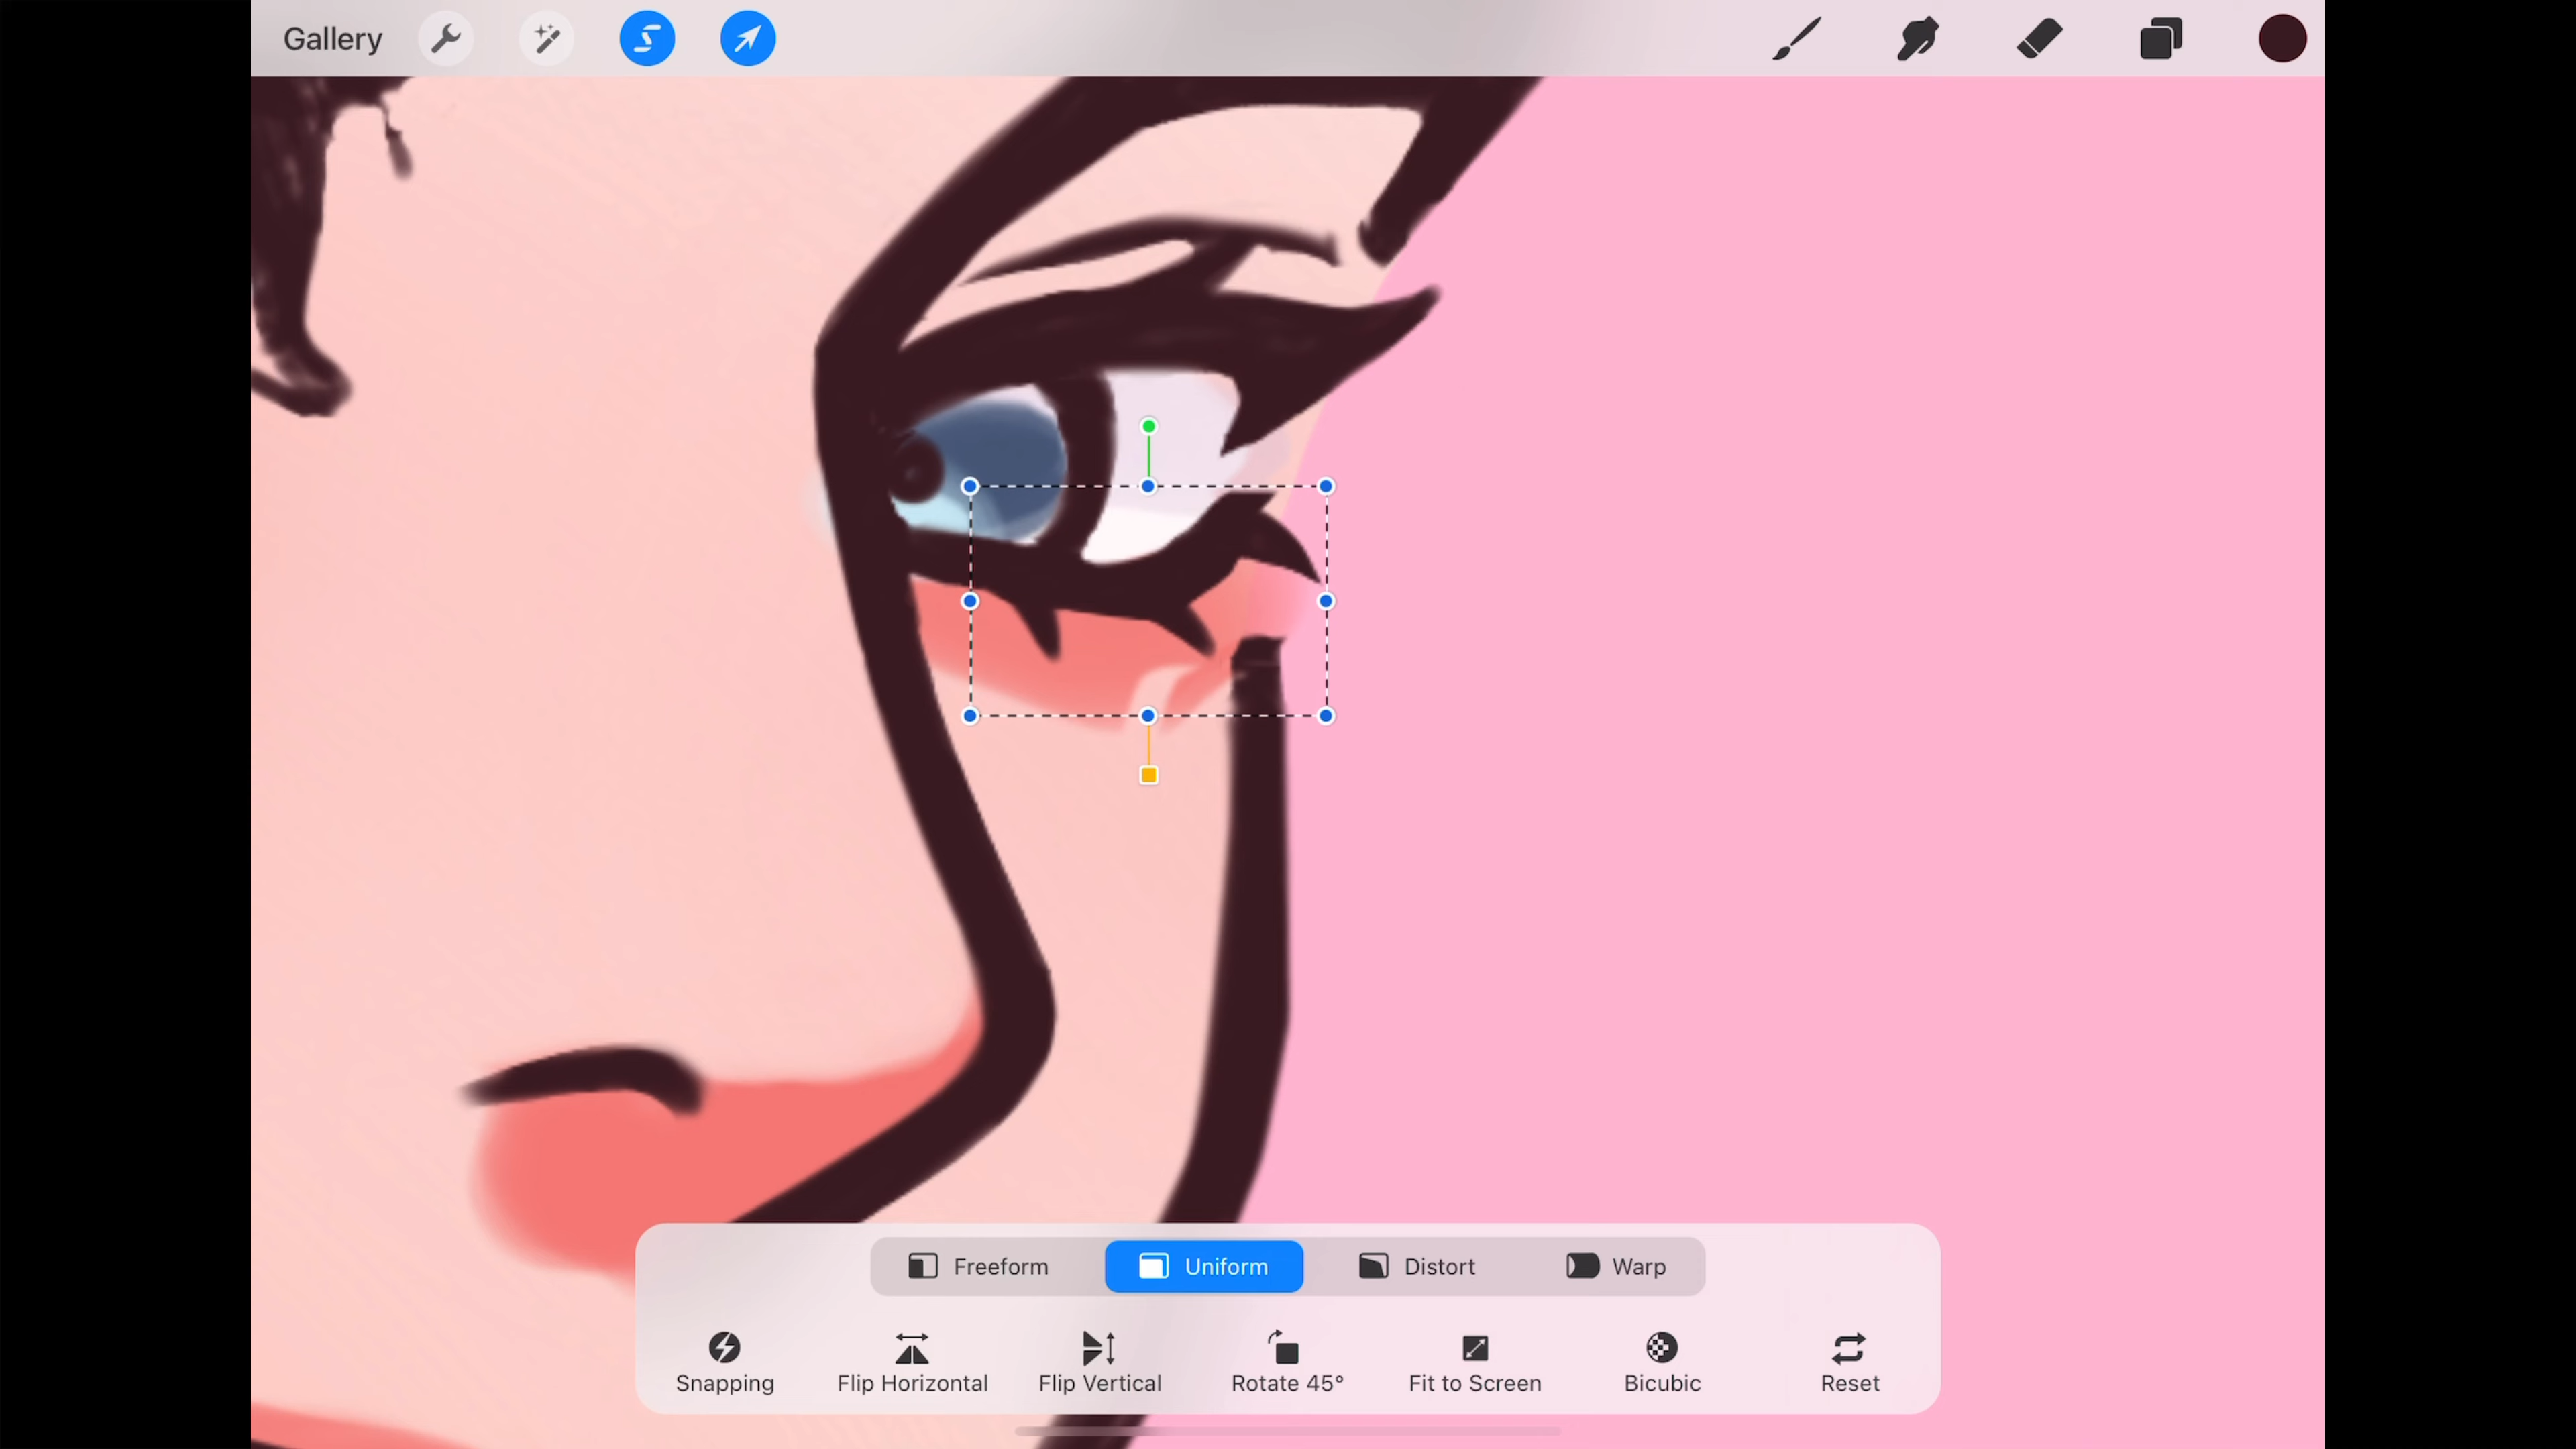 Gallery
Freeform
Uniform
Distort
Warp
Snapping
Flip Horizontal
Flip Vertical
Rotate 45°
Fit to Screen
Bicubic
Reset